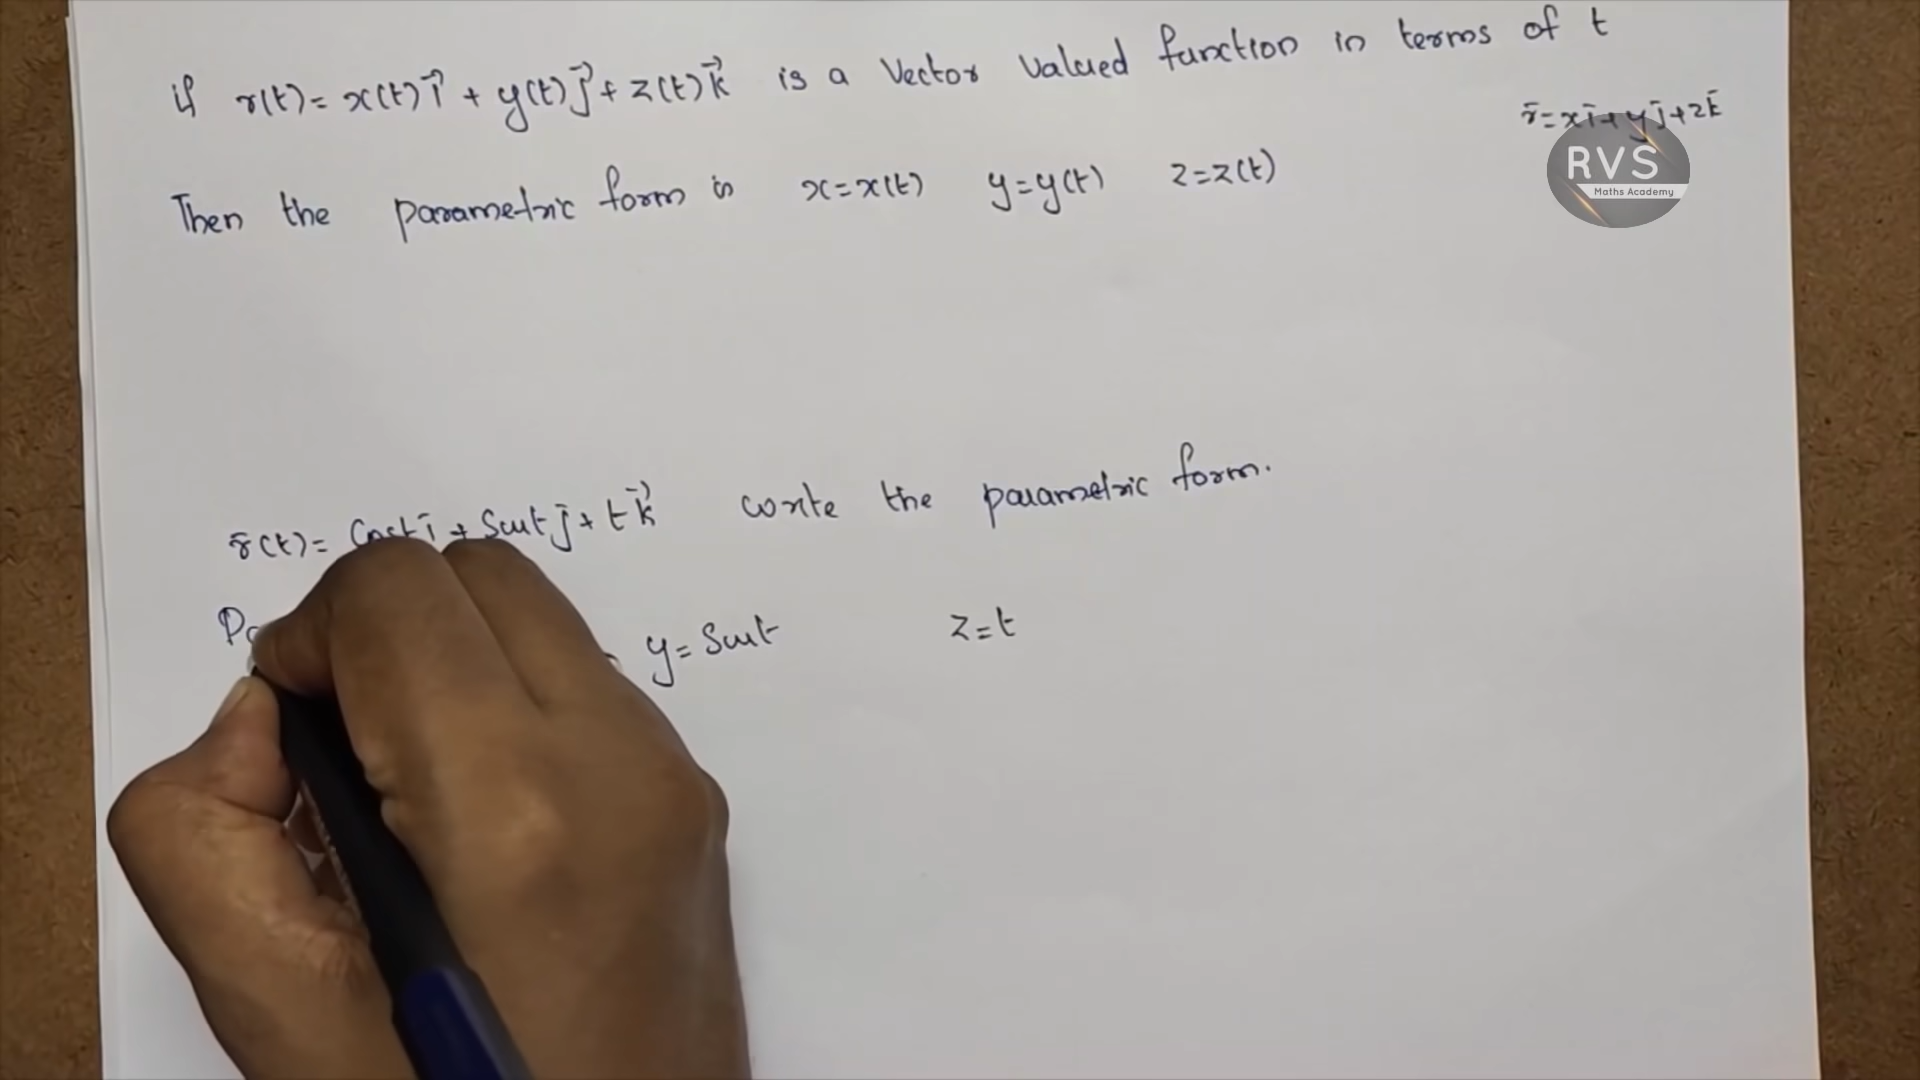 if r(t) = x(t)i⃗ + y(t)j⃗ + z(t)k⃗ is a Vector Valued function in terms of t
r̄ = xī + yj̄ + zk̄
RVS
Maths Academy
Then the parametric form is x = x(t) y = y(t) z = z(t)
r̄(t) = Cost ī + Sint j̄ + t k⃗ write the parametric form.
y = Sint z = t